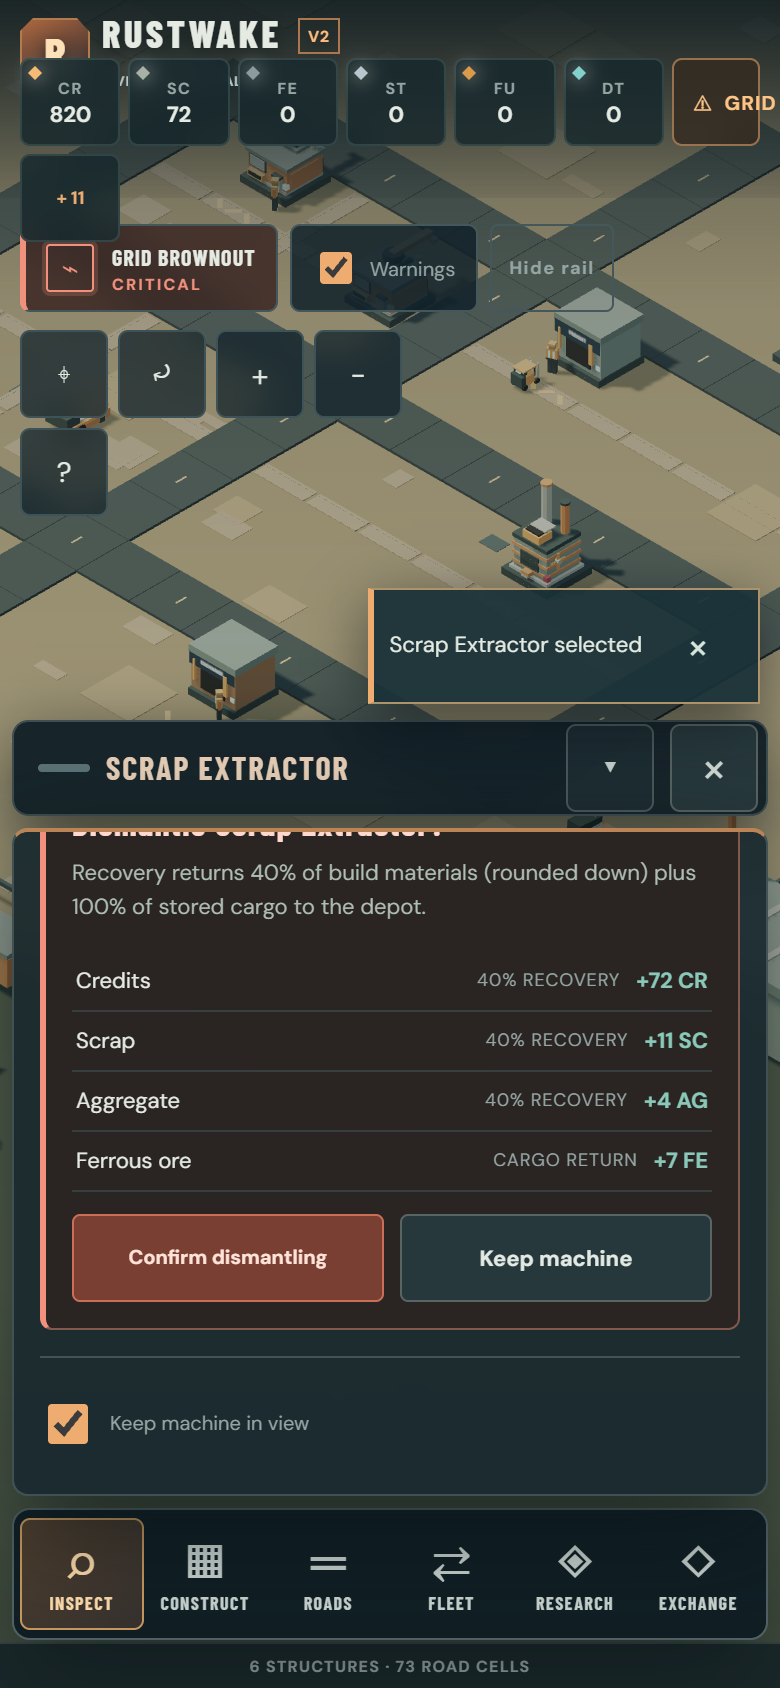 RUSTWAKE V2
R
CR
820
SC
72
FE
0
ST
0
FU
0
DT
0
⚠ GRID
+ 11
GRID BROWNOUT
CRITICAL
Warnings
Hide rail
+
−
?
Scrap Extractor selected ×
SCRAP EXTRACTOR ▼ ×
Dismantle Scrap Extractor?
Recovery returns 40% of build materials (rounded down) plus
100% of stored cargo to the depot.
Credits 40% RECOVERY +72 CR
Scrap 40% RECOVERY +11 SC
Aggregate 40% RECOVERY +4 AG
Ferrous ore CARGO RETURN +7 FE
Confirm dismantling
Keep machine
Keep machine in view
INSPECT
CONSTRUCT
ROADS
FLEET
RESEARCH
EXCHANGE
6 STRUCTURES · 73 ROAD CELLS